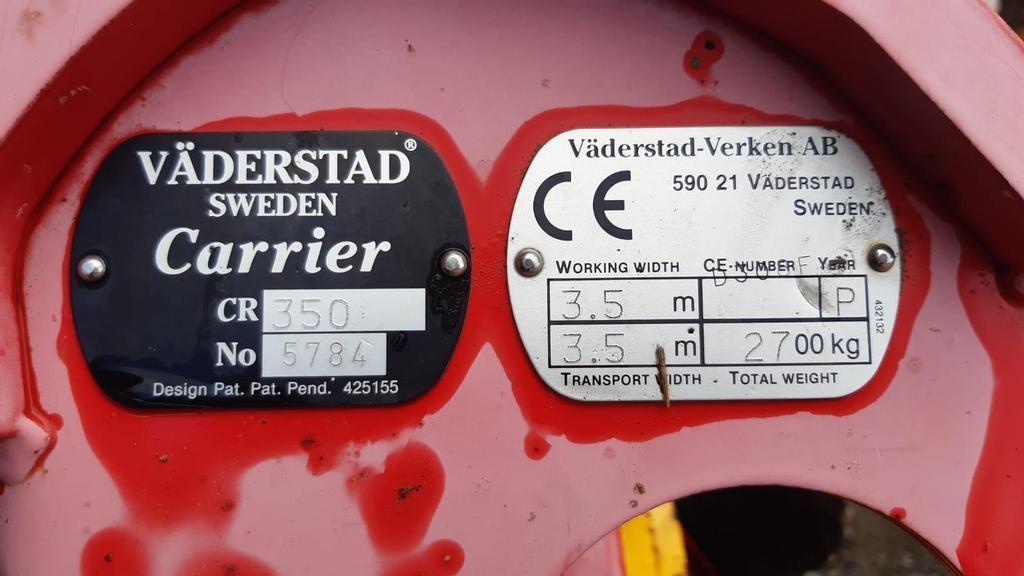 VÄDERSTAD®
SWEDEN
Carrier
CR 350
No 5784
Design Pat. Pat. Pend. 425155
Väderstad-Verken AB
CE 590 21 VÄDERSTAD
SWEDEN
WORKING WIDTH CE-NUMBER YEAR
3.5 m P
3.5 m 2700 kg
TRANSPORT WIDTH - TOTAL WEIGHT
432132